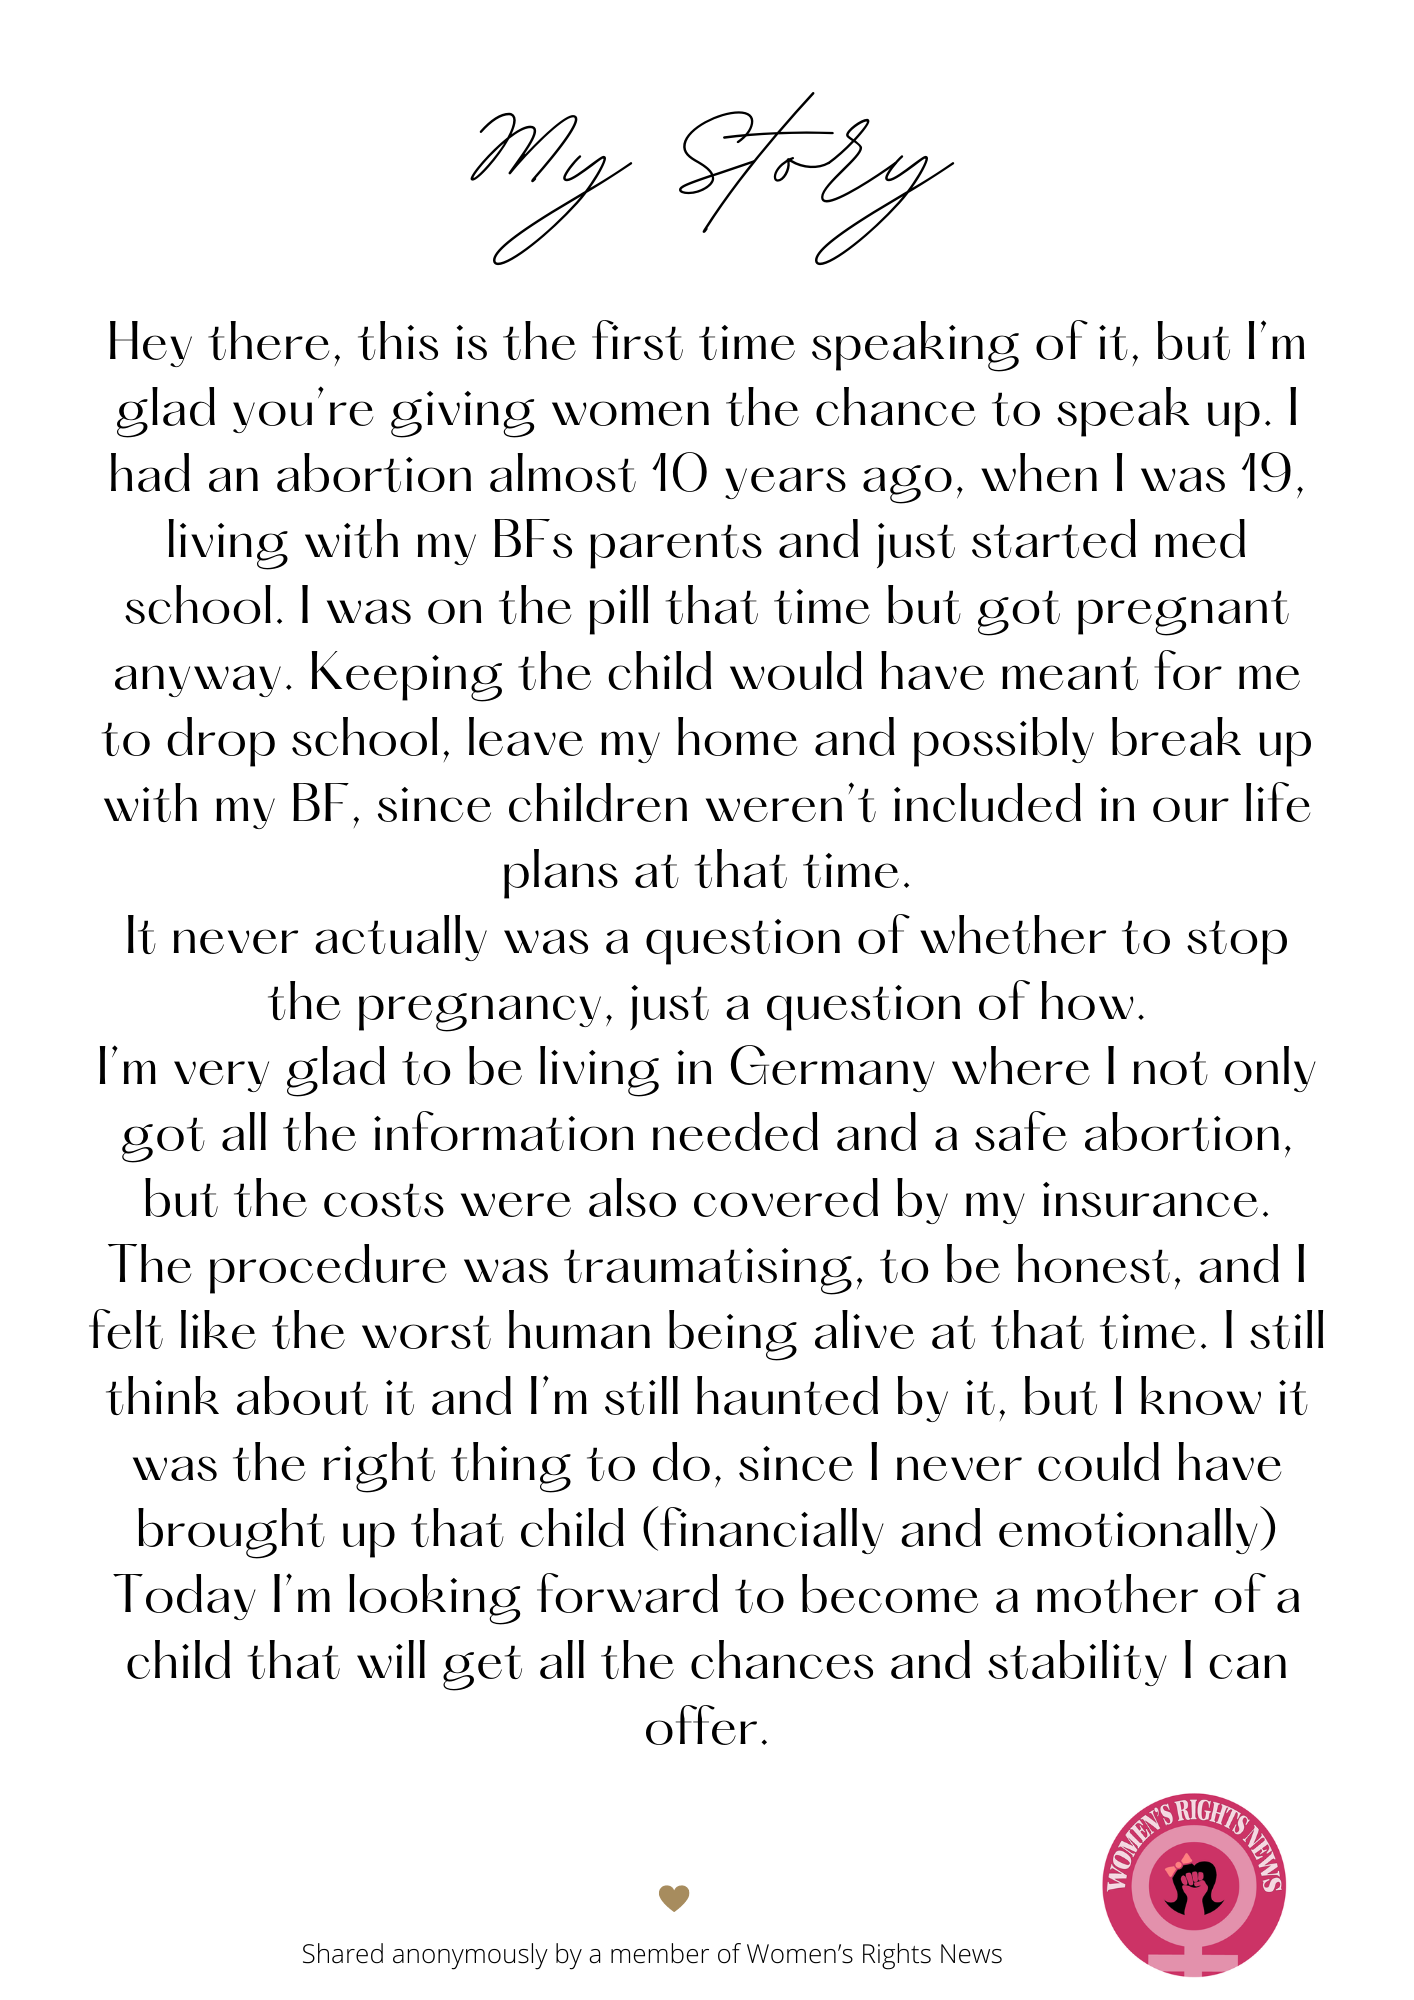 My Story
Hey there, this is the first time speaking of it, but I'm
glad you're giving women the chance to speak up. I
had an abortion almost 10 years ago, when I was 19,
living with my BFs parents and just started med
school. I was on the pill that time but got pregnant
anyway. Keeping the child would have meant for me
to drop school, leave my home and possibly break up
with my BF, since children weren't included in our life
plans at that time.
It never actually was a question of whether to stop
the pregnancy, just a question of how.
I'm very glad to be living in Germany where I not only
got all the information needed and a safe abortion,
but the costs were also covered by my insurance.
The procedure was traumatising, to be honest, and I
felt like the worst human being alive at that time. I still
think about it and I'm still haunted by it, but I know it
was the right thing to do, since I never could have
brought up that child (financially and emotionally)
Today I'm looking forward to become a mother of a
child that will get all the chances and stability I can
offer.
WOMEN'S RIGHTS NEWS
Shared anonymously by a member of Women's Rights News